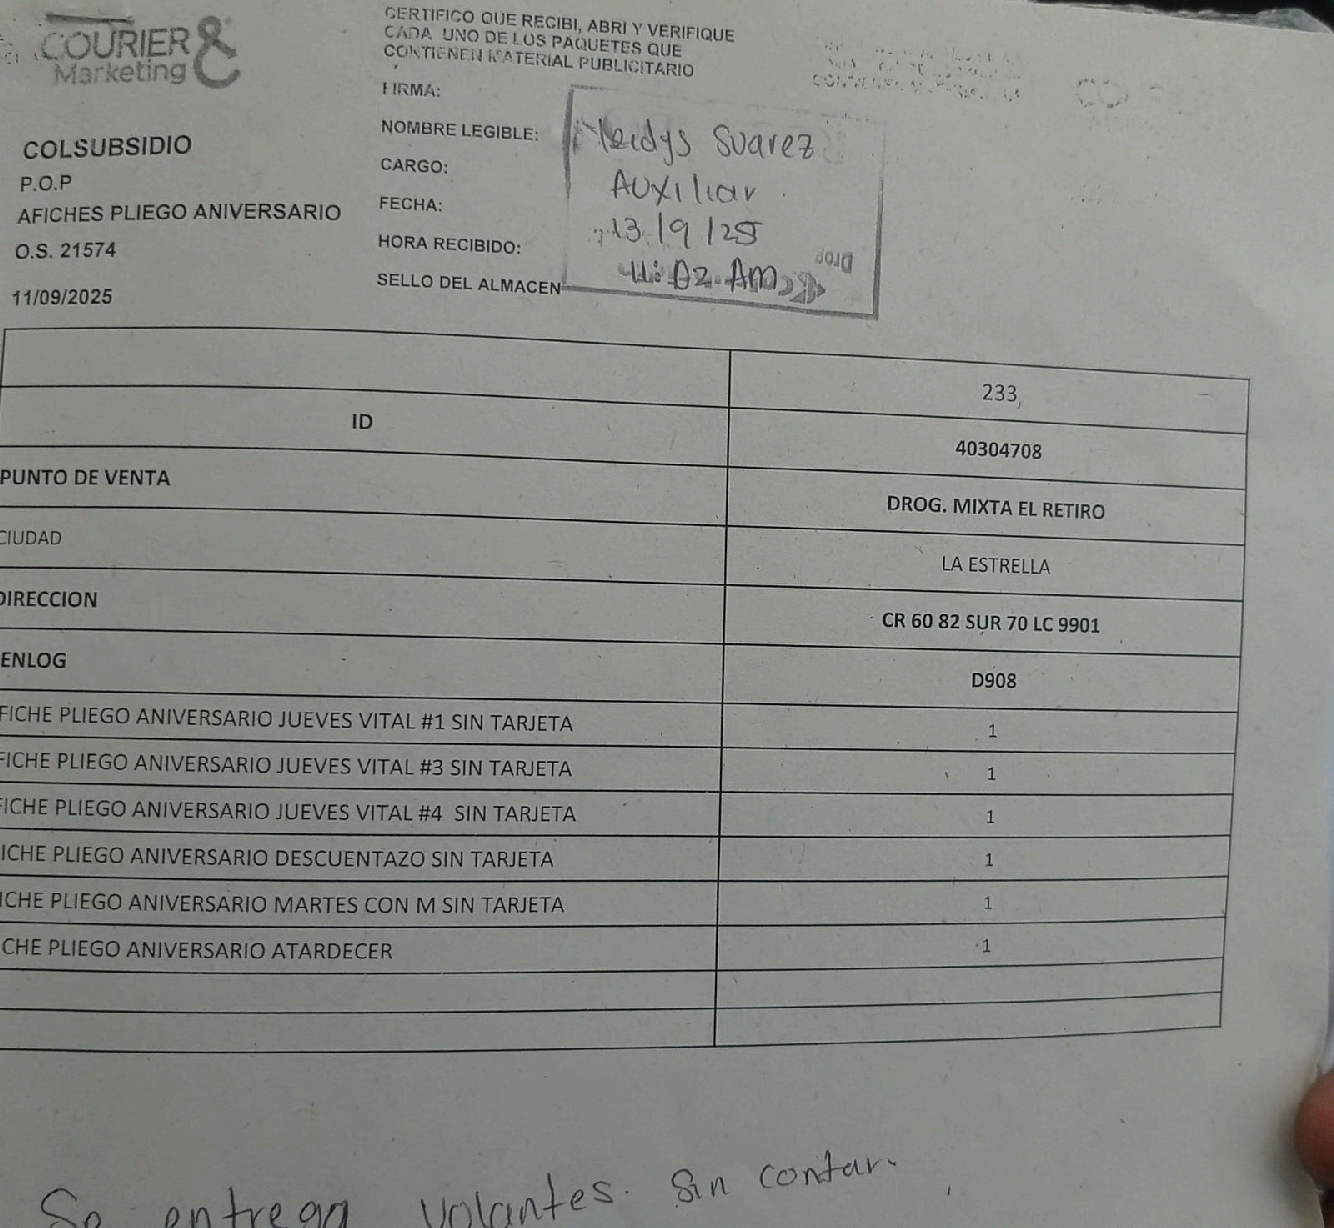 COURIER &
Marketing
CERTIFICO QUE RECIBI, ABRI Y VERIFIQUE
CADA UNO DE LOS PAQUETES QUE
CONTIENEN MATERIAL PUBLICITARIO
FIRMA:
NOMBRE LEGIBLE: Neidys Suarez
CARGO: Auxiliar
FECHA: 13/9/25
HORA RECIBIDO: 11:02 AM
SELLO DEL ALMACEN
Drog
COLSUBSIDIO
P.O.P
AFICHES PLIEGO ANIVERSARIO
O.S. 21574
11/09/2025
233,
ID 40304708
PUNTO DE VENTA DROG. MIXTA EL RETIRO
CIUDAD LA ESTRELLA
DIRECCION CR 60 82 SUR 70 LC 9901
ENLOG D908
FICHE PLIEGO ANIVERSARIO JUEVES VITAL #1 SIN TARJETA 1
FICHE PLIEGO ANIVERSARIO JUEVES VITAL #3 SIN TARJETA 1
FICHE PLIEGO ANIVERSARIO JUEVES VITAL #4 SIN TARJETA 1
ICHE PLIEGO ANIVERSARIO DESCUENTAZO SIN TARJETA 1
ICHE PLIEGO ANIVERSARIO MARTES CON M SIN TARJETA 1
CHE PLIEGO ANIVERSARIO ATARDECER 1
Se entrega volantes. Sin contar.